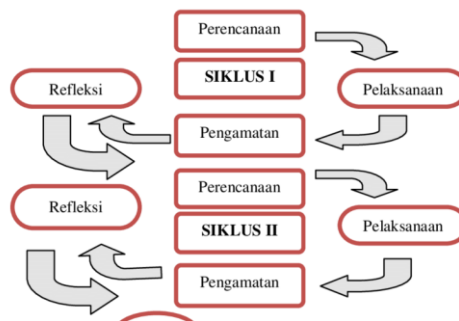 Perencanaan
SIKLUS I
Refleksi
Pelaksanaan
Pengamatan
Perencanaan
Refleksi
SIKLUS II
Pelaksanaan
Pengamatan